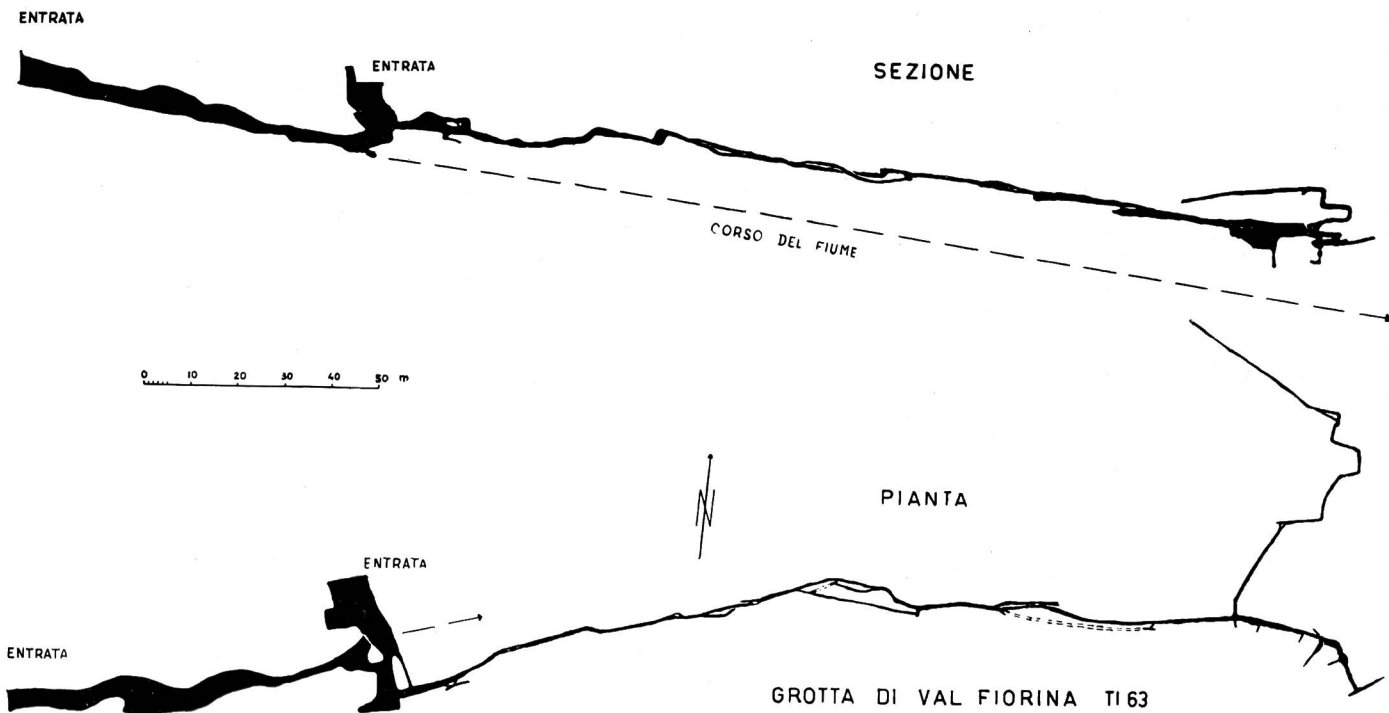 ENTRATA
ENTRATA
SEZIONE
CORSO DEL FIUME
0 10 20 30 40 50 m
N
PIANTA
ENTRATA
ENTRATA
GROTTA DI VAL FIORINA TI 63